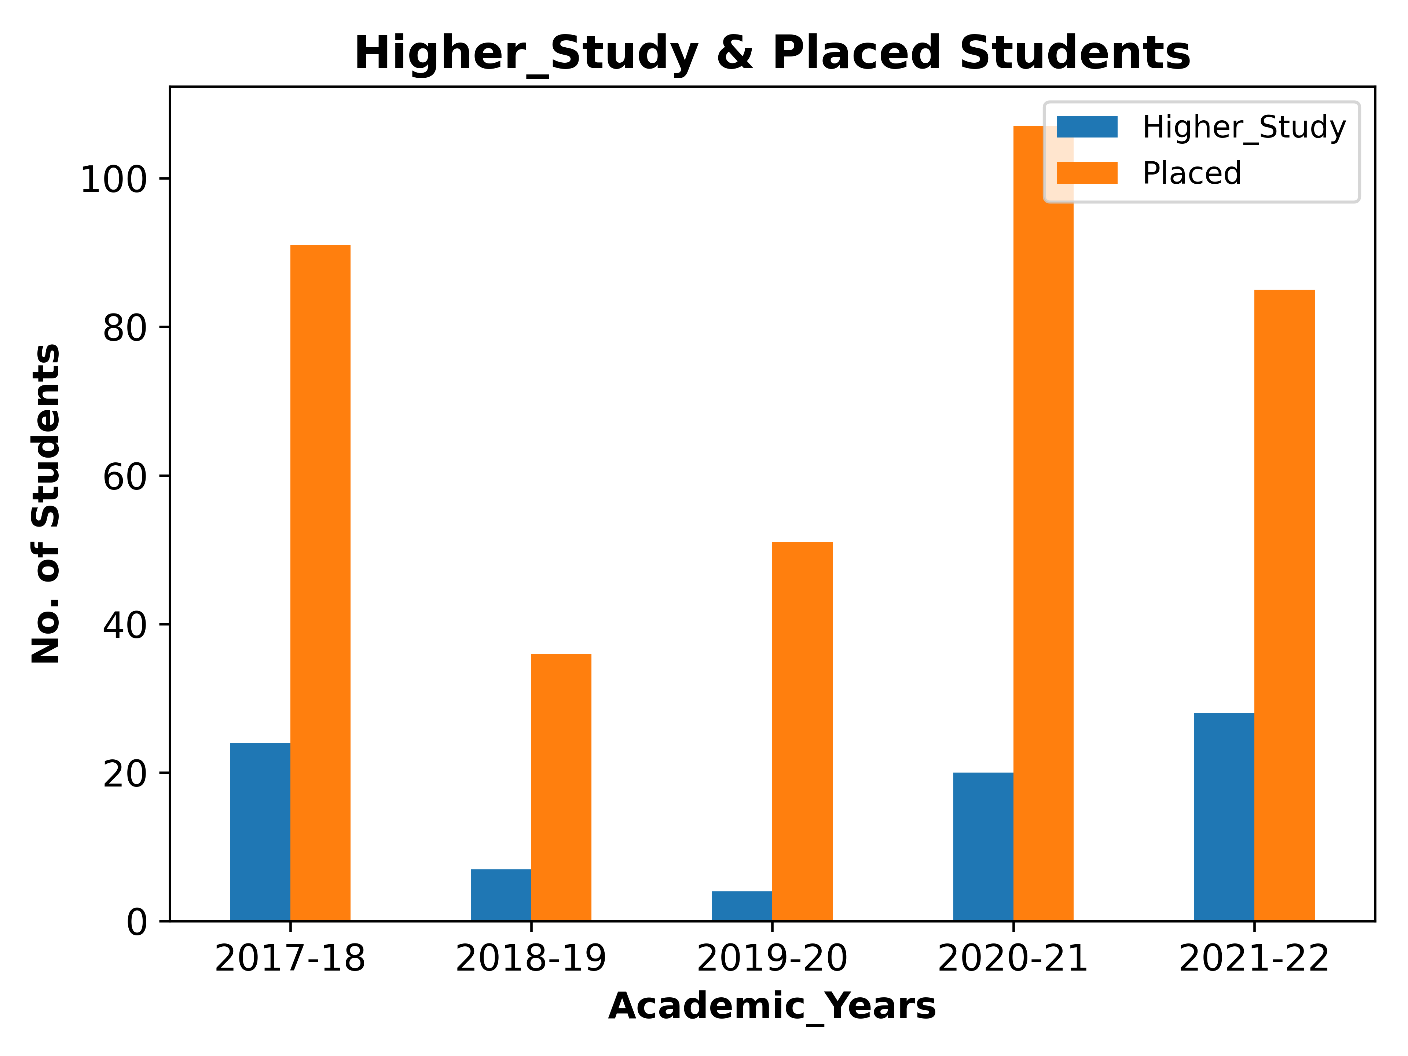 Higher_Study & Placed Students
Higher_Study
Placed
No. of Students
100
80
60
40
20
0
2017-18 2018-19 2019-20 2020-21 2021-22
Academic_Years